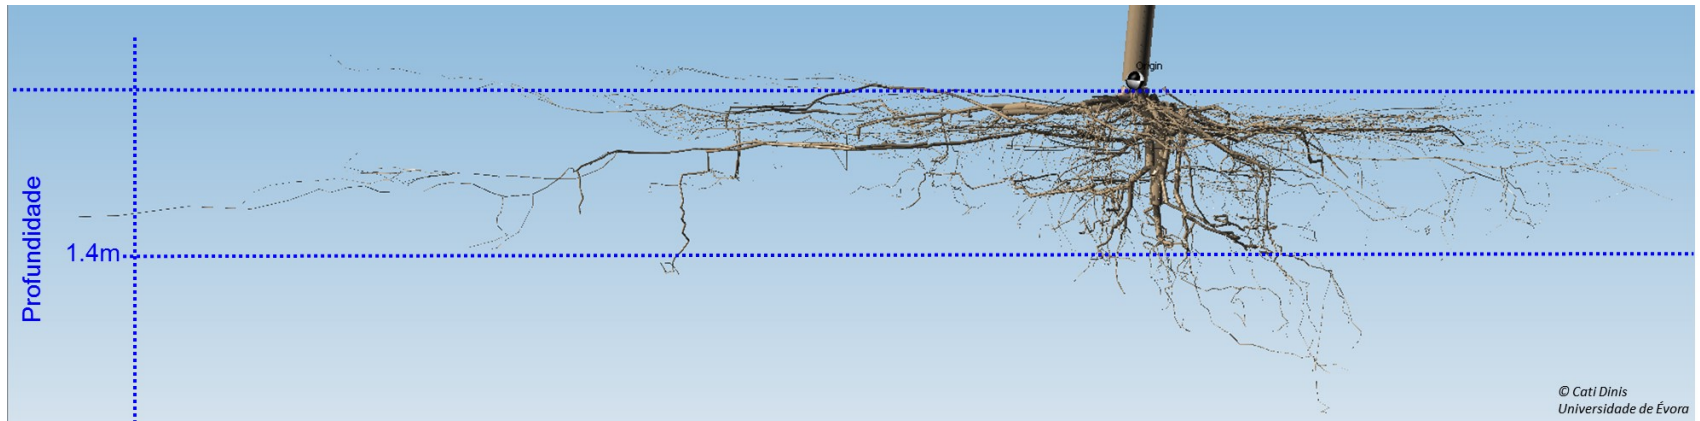 Origin
Profundidade
1.4m
© Cati Dinis
Universidade de Évora